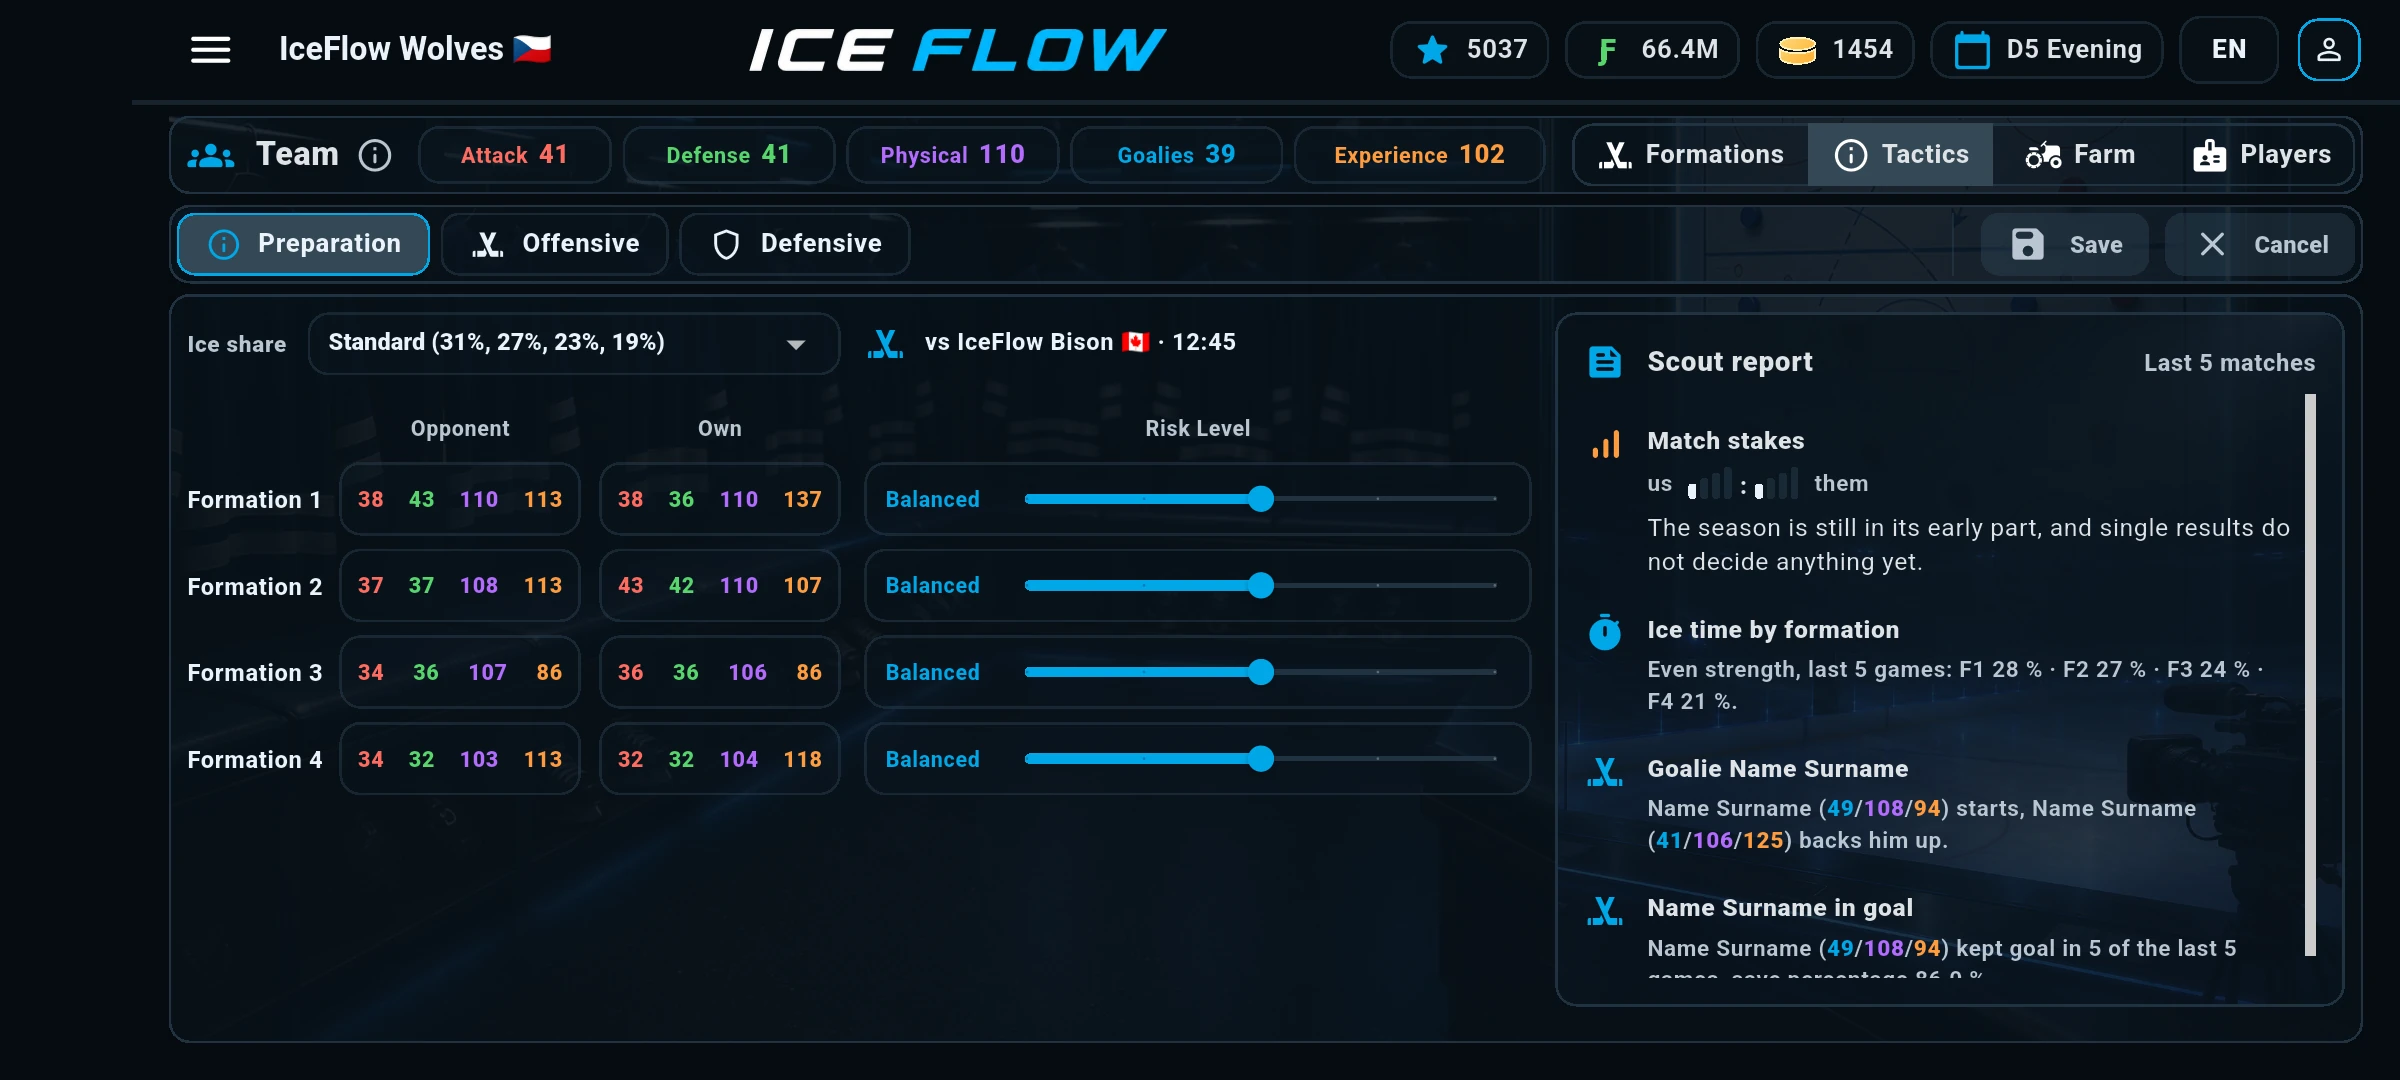 IceFlow Wolves
ICE FLOW
5037
66.4M
1454
D5 Evening
EN
Team
Attack 41
Defense 41
Physical 110
Goalies 39
Experience 102
Formations
Tactics
Farm
Players
Preparation
Offensive
Defensive
Save
Cancel
Ice share
Standard (31%, 27%, 23%, 19%)
vs IceFlow Bison · 12:45
Opponent
Own
Risk Level
Formation 1
38 43 110 113
38 36 110 137
Balanced
Formation 2
37 37 108 113
43 42 110 107
Balanced
Formation 3
34 36 107 86
36 36 106 86
Balanced
Formation 4
34 32 103 113
32 32 104 118
Balanced
Scout report
Last 5 matches
Match stakes
us : them
The season is still in its early part, and single results do
not decide anything yet.
Ice time by formation
Even strength, last 5 games: F1 28 % · F2 27 % · F3 24 % ·
F4 21 %.
Goalie Name Surname
Name Surname (49/108/94) starts, Name Surname
(41/106/125) backs him up.
Name Surname in goal
Name Surname (49/108/94) kept goal in 5 of the last 5
games, save percentage 86.0 %